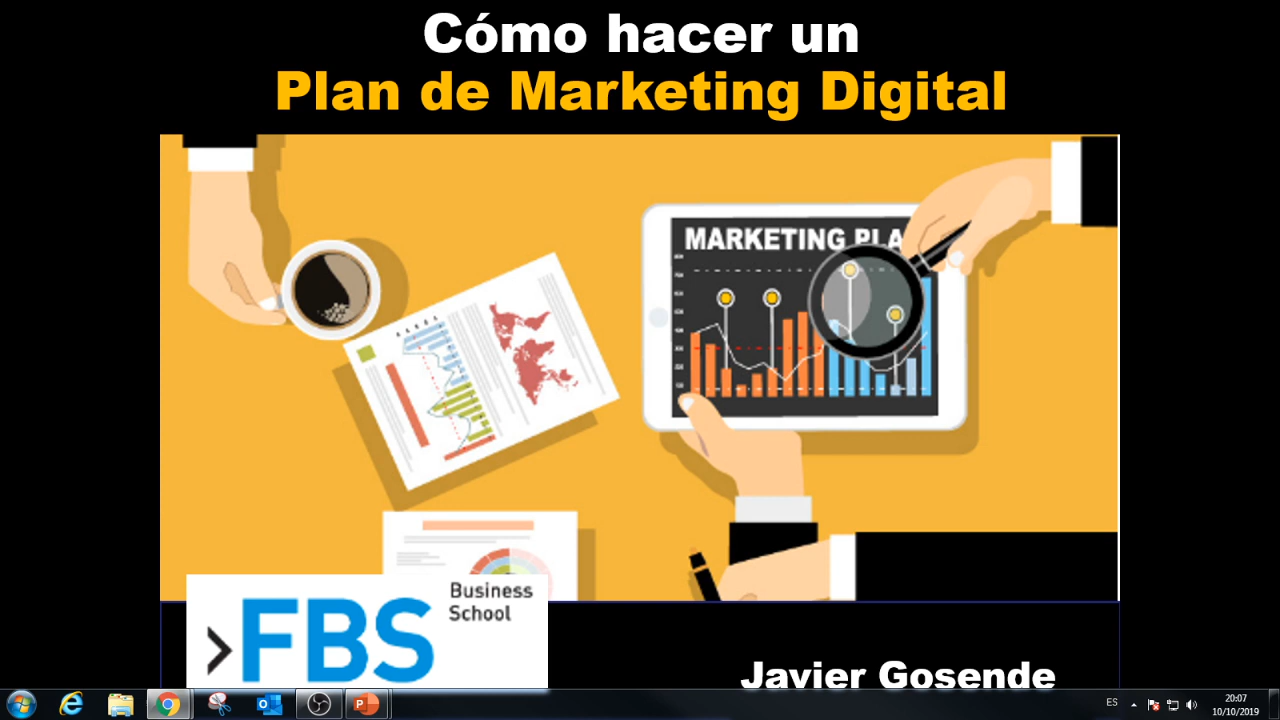 Cómo hacer un
Plan de Marketing Digital
MARKETING PLA
Business
School
>FBS
Javier Gosende
ES
20:07
10/10/2019